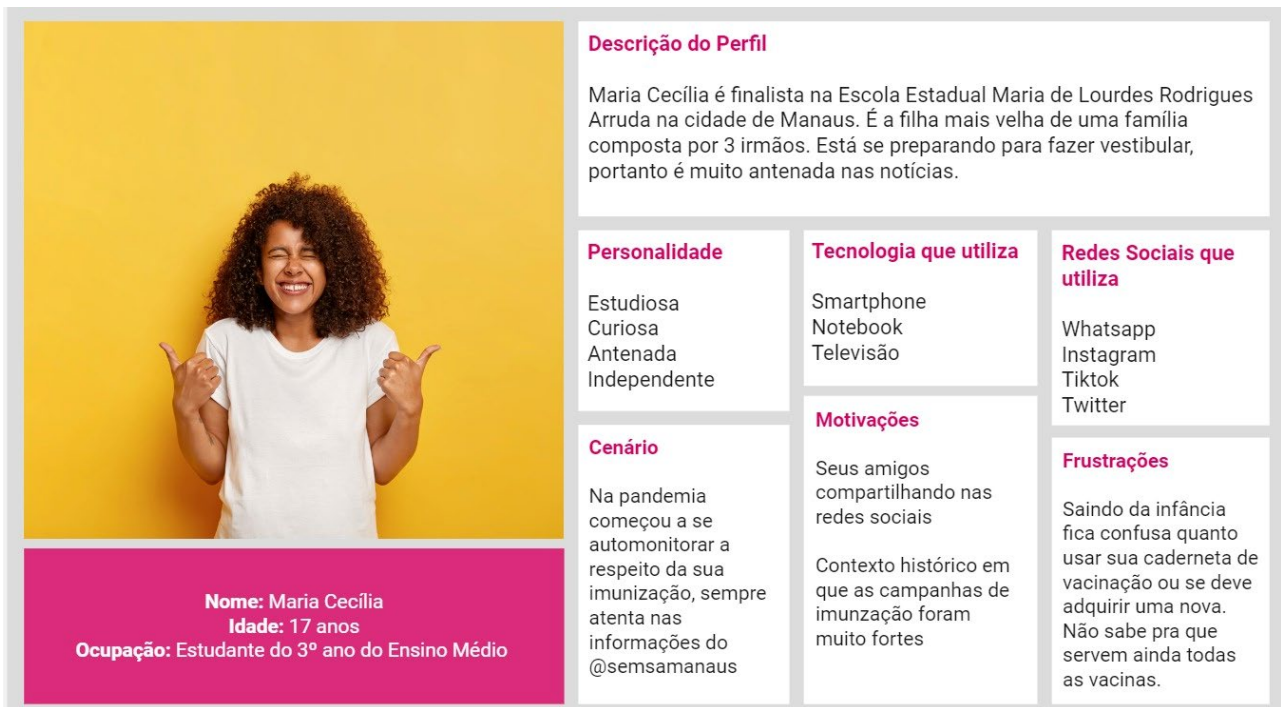 Descrição do Perfil
Maria Cecília é finalista na Escola Estadual Maria de Lourdes Rodrigues
Arruda na cidade de Manaus. É a filha mais velha de uma família
composta por 3 irmãos. Está se preparando para fazer vestibular,
portanto é muito antenada nas notícias.
Personalidade
Estudiosa
Curiosa
Antenada
Independente
Tecnologia que utiliza
Smartphone
Notebook
Televisão
Redes Sociais que
utiliza
Whatsapp
Instagram
Tiktok
Twitter
Cenário
Na pandemia
começou a se
automonitorar a
respeito da sua
imunização, sempre
atenta nas
informações do
@semsamanaus
Motivações
Seus amigos
compartilhando nas
redes sociais
Contexto histórico em
que as campanhas de
imunzação foram
muito fortes
Frustrações
Saindo da infância
fica confusa quanto
usar sua caderneta de
vacinação ou se deve
adquirir uma nova.
Não sabe pra que
servem ainda todas
as vacinas.
Nome: Maria Cecília
Idade: 17 anos
Ocupação: Estudante do 3º ano do Ensino Médio